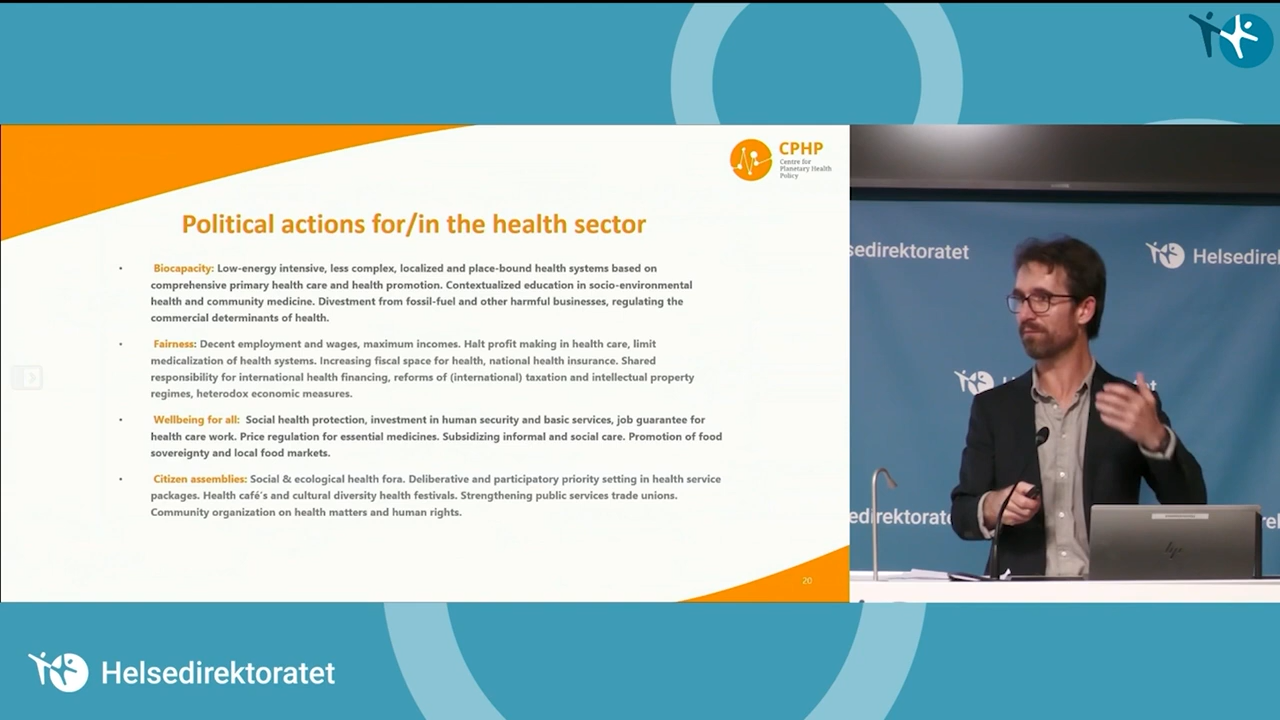 CPHP
Centre for
Planetary Health
Policy
Political actions for/in the health sector
• Biocapacity: Low-energy intensive, less complex, localized and place-bound health systems based on
comprehensive primary health care and health promotion. Contextualized education in socio-environmental
health and community medicine. Divestment from fossil-fuel and other harmful businesses, regulating the
commercial determinants of health.
• Fairness: Decent employment and wages, maximum incomes. Halt profit making in health care, limit
medicalization of health systems. Increasing fiscal space for health, national health insurance. Shared
responsibility for international health financing, reforms of (international) taxation and intellectual property
regimes, heterodox economic measures.
• Wellbeing for all: Social health protection, investment in human security and basic services, job guarantee for
health care work. Price regulation for essential medicines. Subsidizing informal and social care. Promotion of food
sovereignty and local food markets.
• Citizen assemblies: Social & ecological health fora. Deliberative and participatory priority setting in health service
packages. Health café´s and cultural diversity health festivals. Strengthening public services trade unions.
Community organization on health matters and human rights.
20
sedirektoratet
Helsedirekto
et
edirektorate
hp
Helsedirektoratet